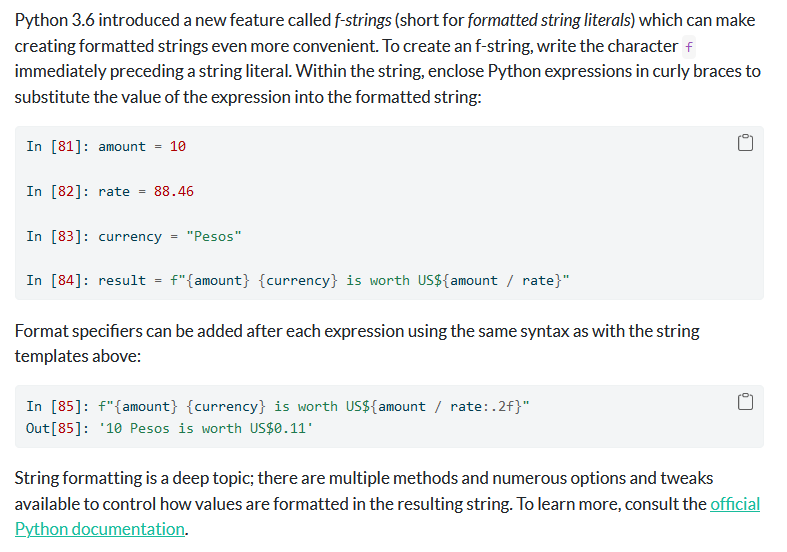 Python 3.6 introduced a new feature called f-strings (short for formatted string literals) which can make
creating formatted strings even more convenient. To create an f-string, write the character f
immediately preceding a string literal. Within the string, enclose Python expressions in curly braces to
substitute the value of the expression into the formatted string:
In [81]: amount = 10
In [82]: rate = 88.46
In [83]: currency = "Pesos"
In [84]: result = f"{amount} {currency} is worth US${amount / rate}"
Format specifiers can be added after each expression using the same syntax as with the string
templates above:
In [85]: f"{amount} {currency} is worth US${amount / rate:.2f}"
Out[85]: '10 Pesos is worth US$0.11'
String formatting is a deep topic; there are multiple methods and numerous options and tweaks
available to control how values are formatted in the resulting string. To learn more, consult the official
Python documentation.